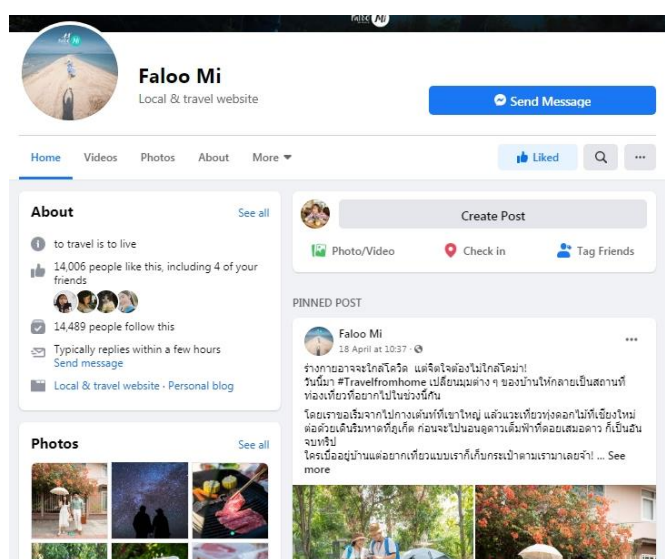 Faloo Mi
Local & travel website
Send Message
Home
Videos
Photos
About
More
Liked
About
See all
to travel is to live
14,006 people like this, including 4 of your
friends
14,489 people follow this
Typically replies within a few hours
Send message
Local & travel website · Personal blog
Photos
See all
Create Post
Photo/Video
Check in
Tag Friends
PINNED POST
Faloo Mi
18 April at 10:37 ·
ร่างกายอาจจะใกล้โควิด แต่จิตใจต้องไม่ใกล้โคม่า!
วันนี้มา #Travelfromhome เปลี่ยนมุมต่าง ๆ ของบ้านให้กลายเป็นสถานที่
ท่องเที่ยวที่อยากไปในช่วงนี้กัน
โดยเราขอเริ่มจากไปกางเต้นท์ที่เขาใหญ่ แล้วแวะเที่ยวทุ่งดอกไม้ที่เชียงใหม่
ต่อด้วยเดินริมหาดที่ภูเก็ต ก่อนจะไปนอนดูดาวเต็มฟ้าที่ดอยเสมอดาว ก็เป็นอัน
จบทริป
ใครเบื่ออยู่บ้านแต่อยากเที่ยวแบบเราก็เก็บกระเป๋าตามเรามาเลยจ้า! ... See
more